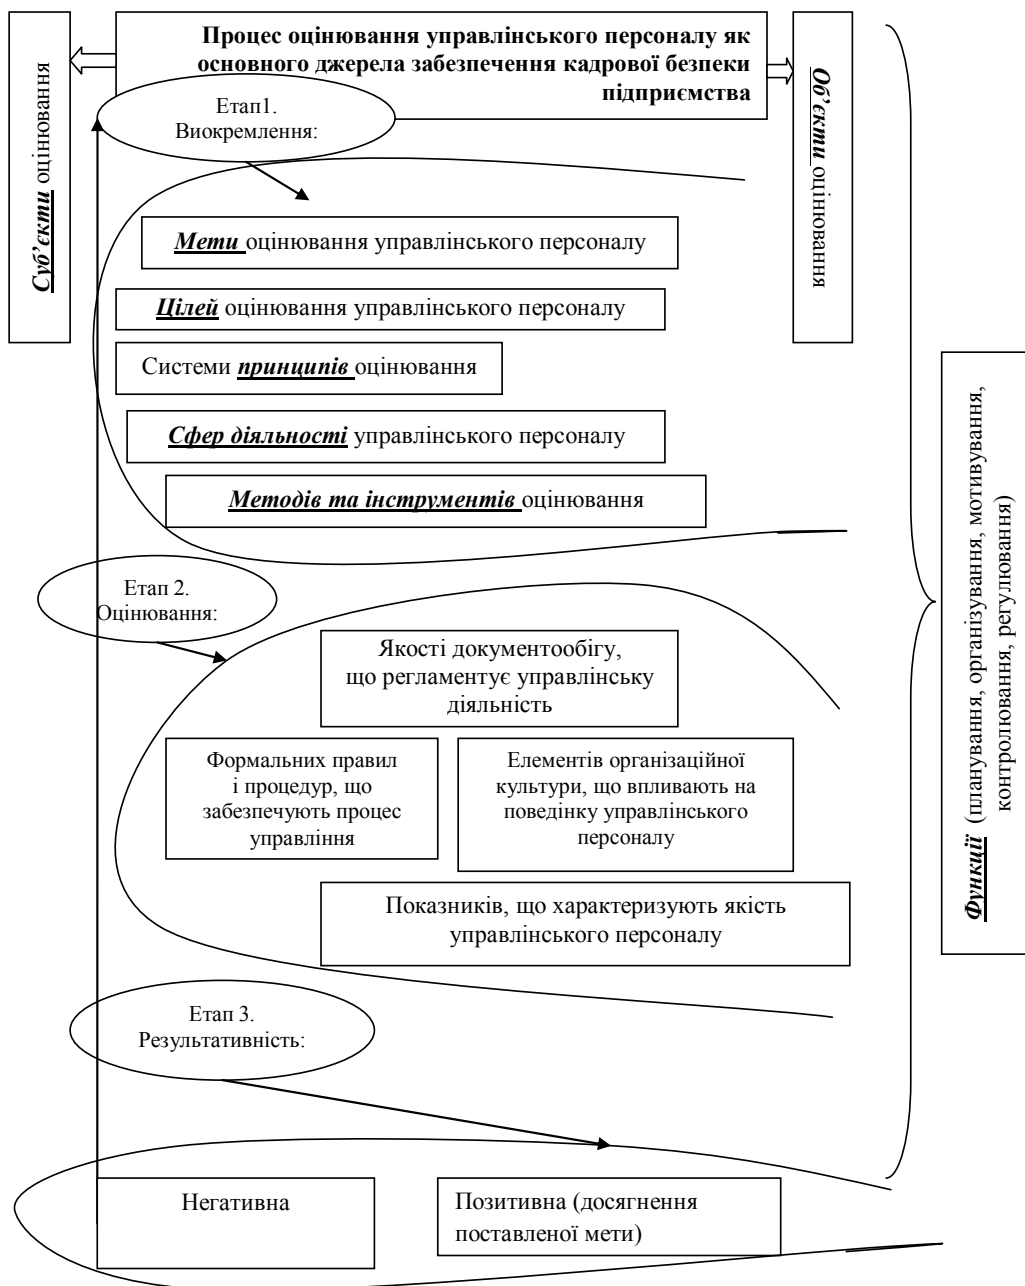 Процес оцінювання управлінського персоналу як
основного джерела забезпечення кадрової безпеки
підприємства
Суб’єкти оцінювання
Об’єкти оцінювання
Етап1.
Виокремлення:
Мети оцінювання управлінського персоналу
Цілей оцінювання управлінського персоналу
Системи принципів оцінювання
Сфер діяльності управлінського персоналу
Методів та інструментів оцінювання
Етап 2.
Оцінювання:
Якості документообігу,
що регламентує управлінську
діяльність
Формальних правил
і процедур, що
забезпечують процес
управління
Елементів організаційної
культури, що впливають на
поведінку управлінського
персоналу
Показників, що характеризують якість
управлінського персоналу
Етап 3.
Результативність:
Негативна
Позитивна (досягнення
поставленої мети)
Функції (планування, організування, мотивування,
контролювання, регулювання)